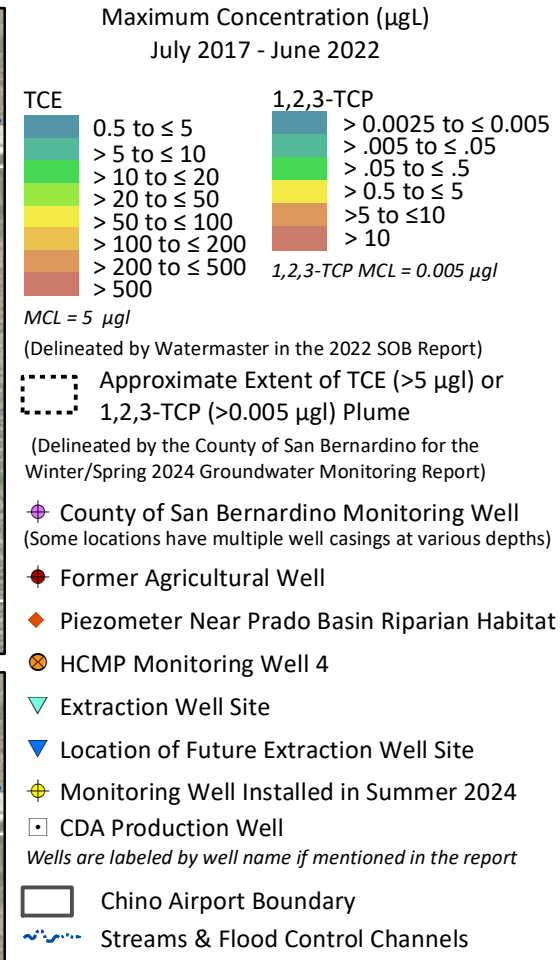 Maximum Concentration (µgL)
July 2017 - June 2022
TCE
0.5 to ≤ 5
> 5 to ≤ 10
> 10 to ≤ 20
> 20 to ≤ 50
> 50 to ≤ 100
> 100 to ≤ 200
> 200 to ≤ 500
> 500
MCL = 5 µgl
1,2,3-TCP
> 0.0025 to ≤ 0.005
> .005 to ≤ .05
> .05 to ≤ .5
> 0.5 to ≤ 5
>5 to ≤10
> 10
1,2,3-TCP MCL = 0.005 µgl
(Delineated by Watermaster in the 2022 SOB Report)
Approximate Extent of TCE (>5 µgl) or
1,2,3-TCP (>0.005 µgl) Plume
(Delineated by the County of San Bernardino for the
Winter/Spring 2024 Groundwater Monitoring Report)
County of San Bernardino Monitoring Well
(Some locations have multiple well casings at various depths)
Former Agricultural Well
Piezometer Near Prado Basin Riparian Habitat
HCMP Monitoring Well 4
Extraction Well Site
Location of Future Extraction Well Site
Monitoring Well Installed in Summer 2024
CDA Production Well
Wells are labeled by well name if mentioned in the report
Chino Airport Boundary
Streams & Flood Control Channels